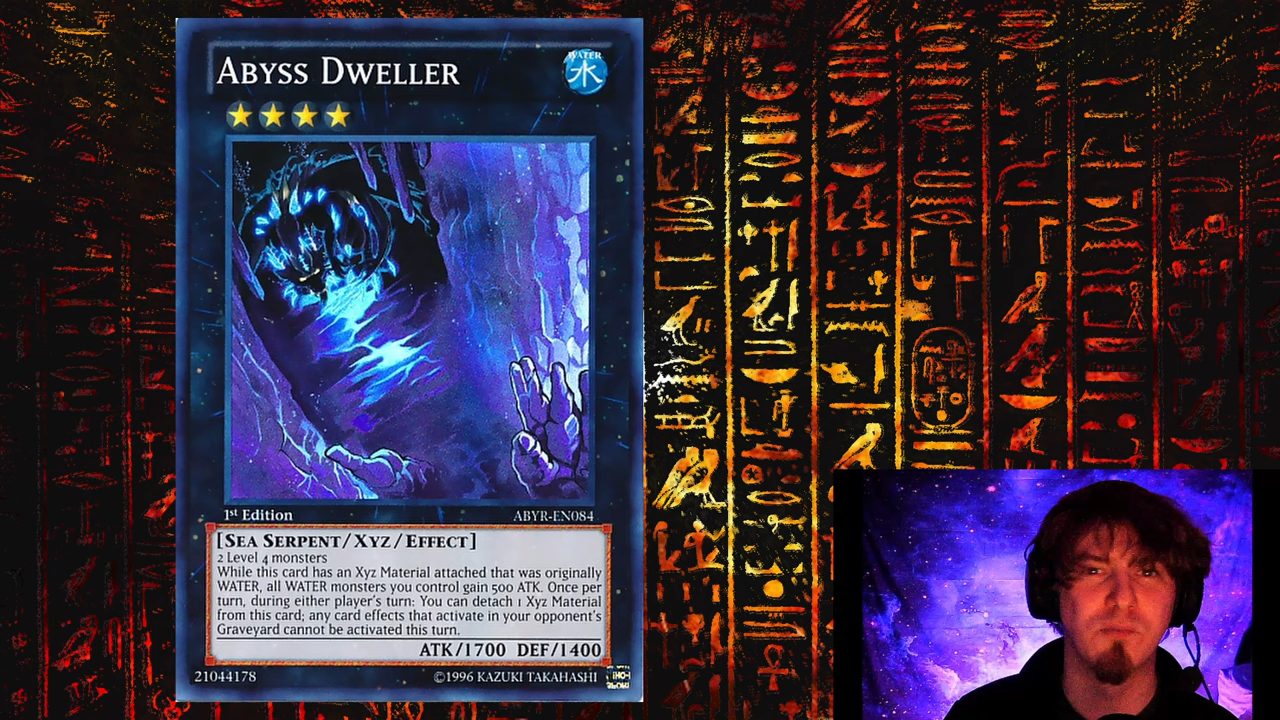 Abyss Dweller
WATER
水
1st Edition
ABYR-EN084
[Sea Serpent/Xyz/Effect]
2 Level 4 monsters
While this card has an Xyz Material attached that was originally
WATER, all WATER monsters you control gain 500 ATK. Once per
turn, during either player's turn: You can detach 1 Xyz Material
from this card; any card effects that activate in your opponent's
Graveyard cannot be activated this turn.
ATK/1700 DEF/1400
21044178
©1996 KAZUKI TAKAHASHI